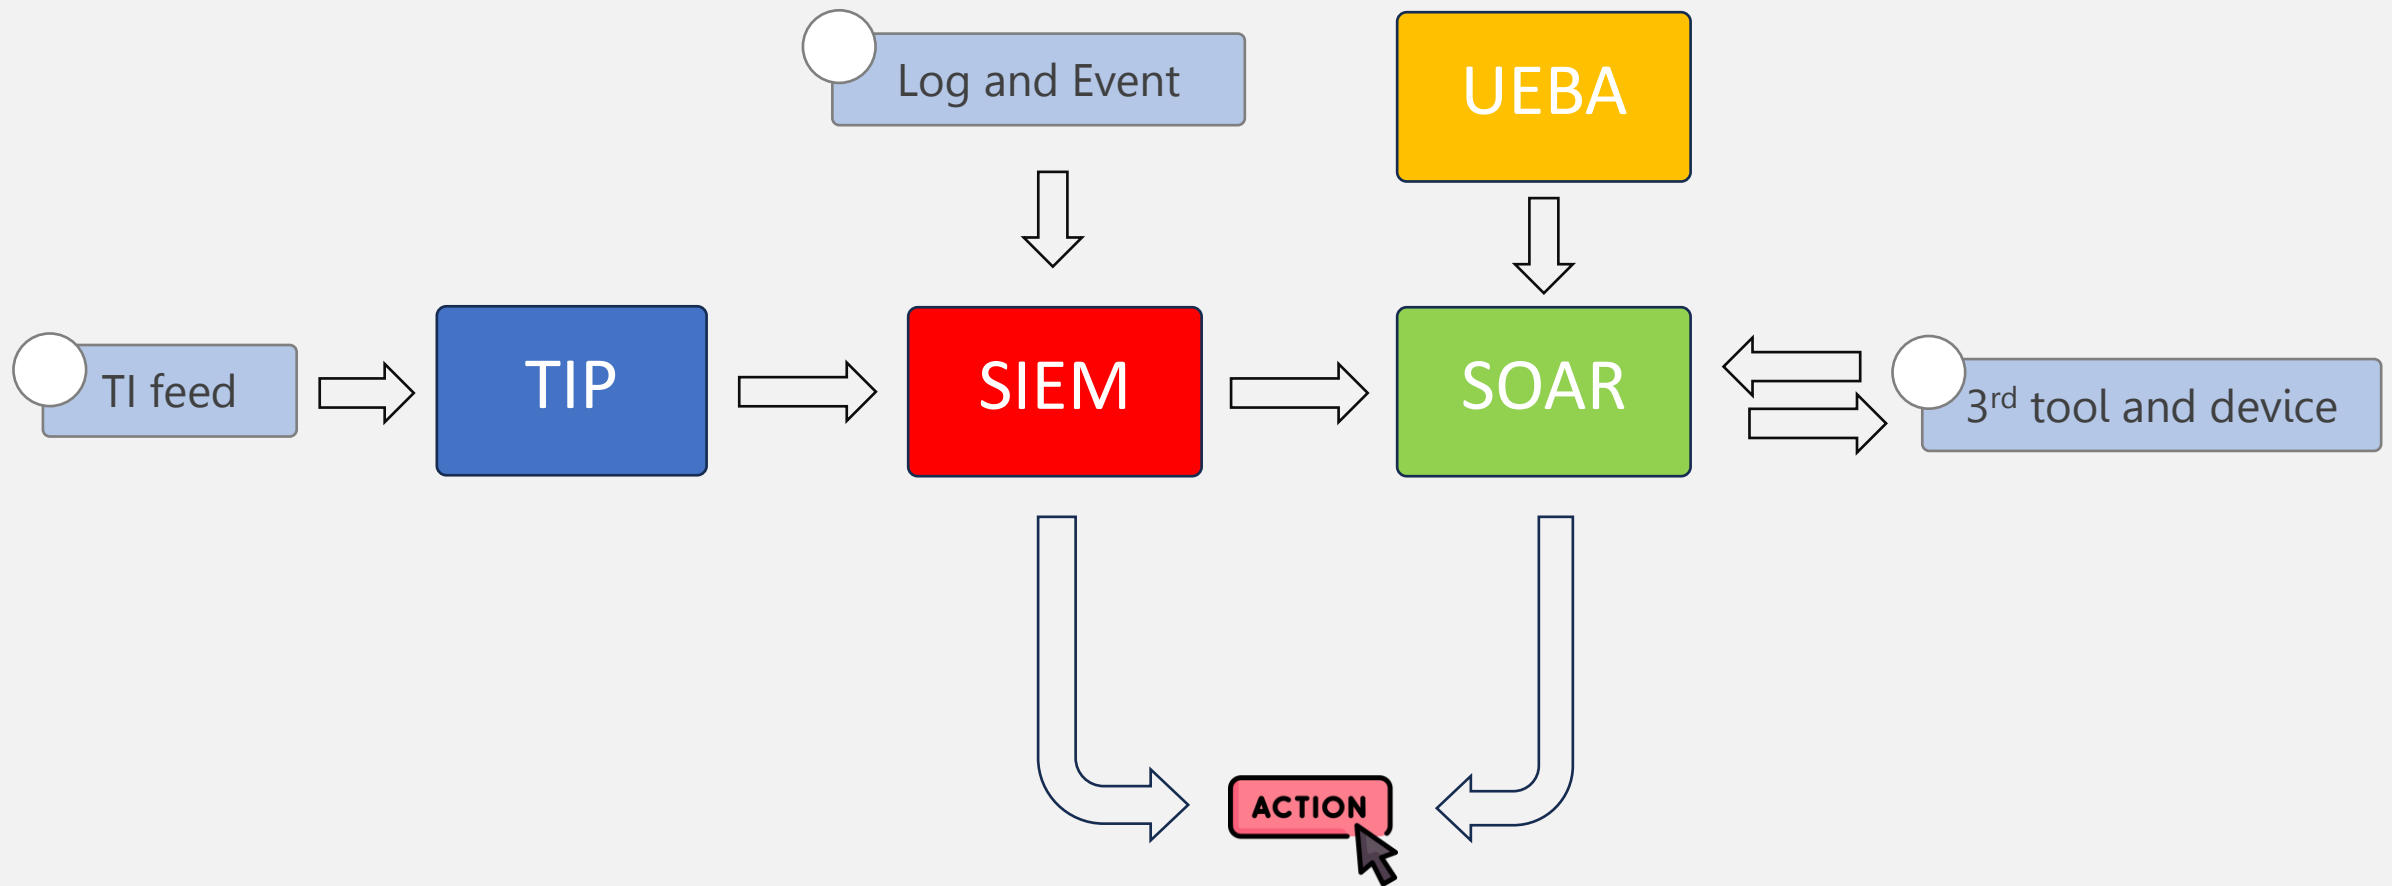 Log and Event
UEBA
TI feed
TIP
SIEM
SOAR
3rd tool and device
ACTION